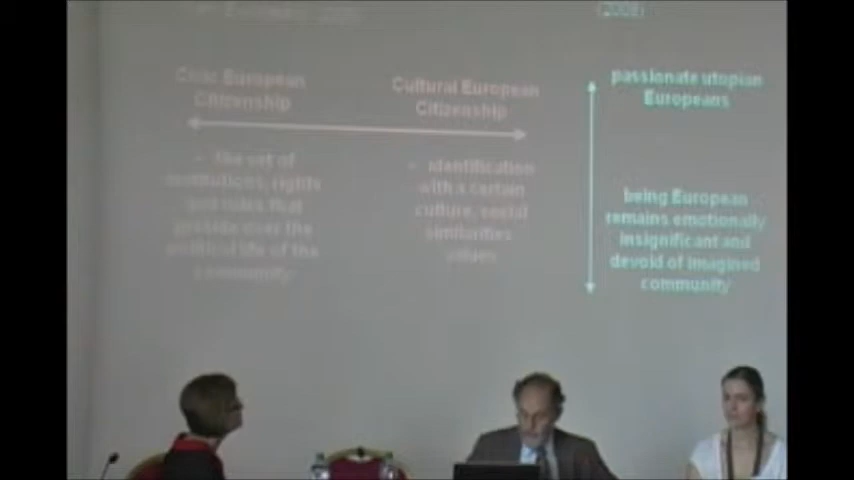 (2008)
Civic European
Citizenship
- the set of
institutions, rights
and rules that
preside over the
political life of the
community
Cultural European
Citizenship
- identification
with a certain
culture, social
similarities
values
passionate utopian
Europeans
being European
remains emotionally
insignificant and
devoid of imagined
community